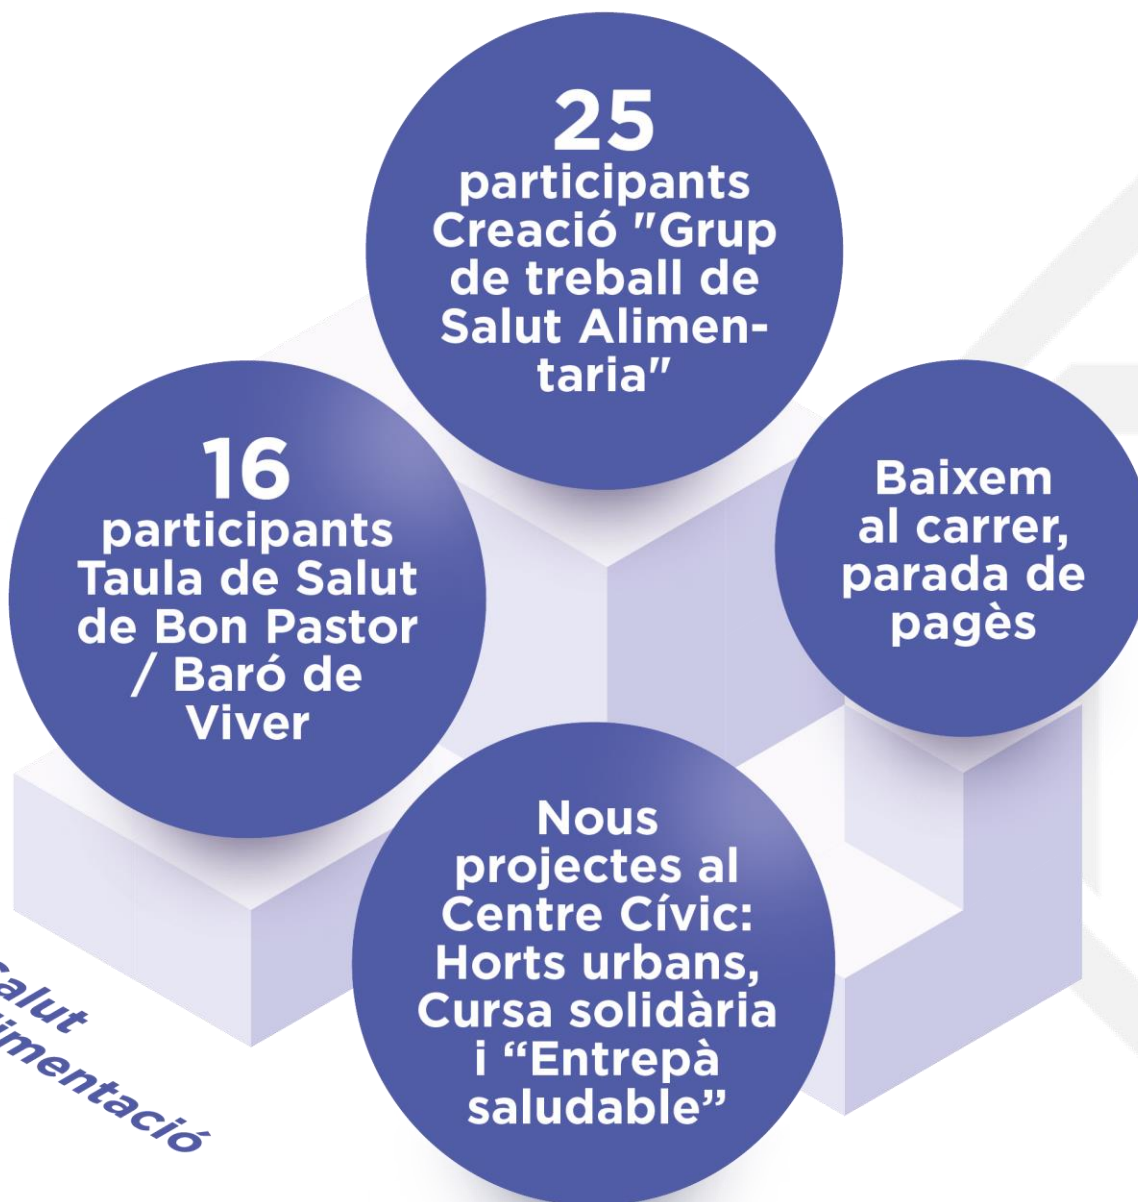 25
participants
Creació "Grup
de treball de
Salut Alimen-
taria"
16
participants
Taula de Salut
de Bon Pastor
/ Baró de
Viver
Baixem
al carrer,
parada de
pagès
Nous
projectes al
Centre Cívic:
Horts urbans,
Cursa solidària
i “Entrepà
saludable”
Salut